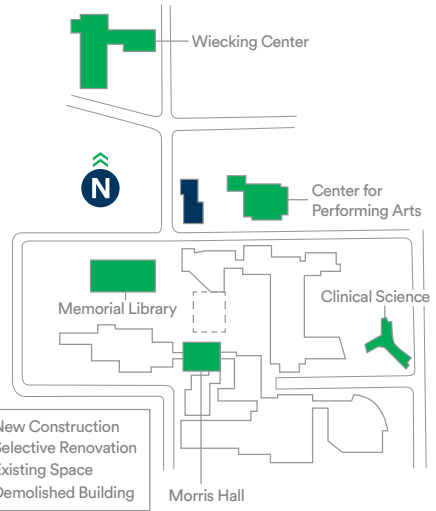 Wiecking Center
N
Center for
Performing Arts
Memorial Library
Clinical Science
New Construction
Selective Renovation
Existing Space
Demolished Building
Morris Hall